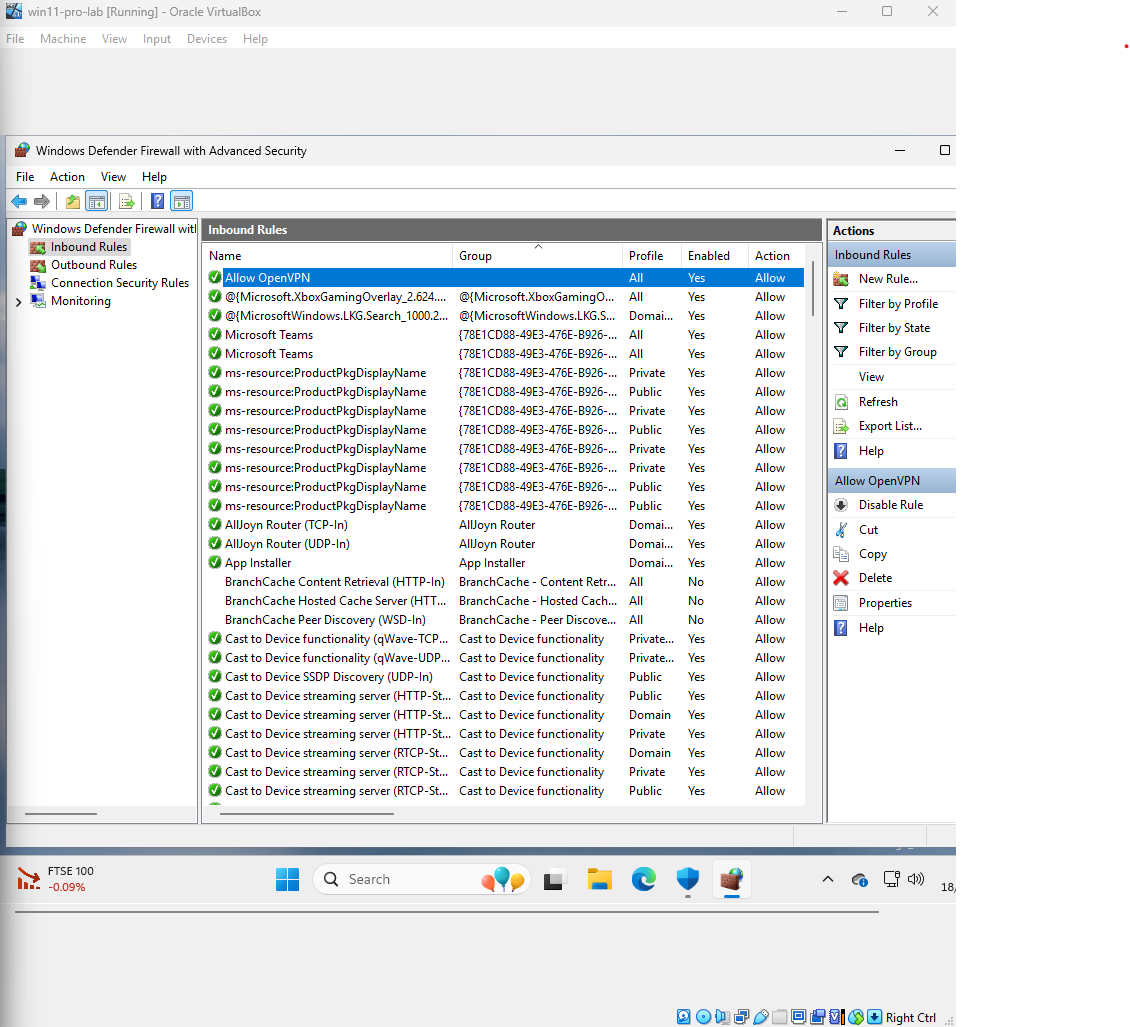 win11-pro-lab [Running] - Oracle VirtualBox
File Machine View Input Devices Help
Windows Defender Firewall with Advanced Security
File Action View Help
Windows Defender Firewall wit
Inbound Rules
Outbound Rules
Connection Security Rules
Monitoring
Inbound Rules
Name Group Profile Enabled Action
Allow OpenVPN All Yes Allow
@{Microsoft.XboxGamingOverlay_2.624.... @{Microsoft.XboxGamingO... All Yes Allow
@{MicrosoftWindows.LKG.Search_1000.2... @{MicrosoftWindows.LKG.S... Domai... Yes Allow
Microsoft Teams {78E1CD88-49E3-476E-B926-... All Yes Allow
Microsoft Teams {78E1CD88-49E3-476E-B926-... All Yes Allow
ms-resource:ProductPkgDisplayName {78E1CD88-49E3-476E-B926-... Private Yes Allow
ms-resource:ProductPkgDisplayName {78E1CD88-49E3-476E-B926-... Public Yes Allow
ms-resource:ProductPkgDisplayName {78E1CD88-49E3-476E-B926-... Private Yes Allow
ms-resource:ProductPkgDisplayName {78E1CD88-49E3-476E-B926-... Public Yes Allow
ms-resource:ProductPkgDisplayName {78E1CD88-49E3-476E-B926-... Private Yes Allow
ms-resource:ProductPkgDisplayName {78E1CD88-49E3-476E-B926-... Private Yes Allow
ms-resource:ProductPkgDisplayName {78E1CD88-49E3-476E-B926-... Public Yes Allow
ms-resource:ProductPkgDisplayName {78E1CD88-49E3-476E-B926-... Public Yes Allow
AllJoyn Router (TCP-In) AllJoyn Router Domai... Yes Allow
AllJoyn Router (UDP-In) AllJoyn Router Domai... Yes Allow
App Installer App Installer Domai... Yes Allow
BranchCache Content Retrieval (HTTP-In) BranchCache - Content Retr... All No Allow
BranchCache Hosted Cache Server (HTT... BranchCache - Hosted Cach... All No Allow
BranchCache Peer Discovery (WSD-In) BranchCache - Peer Discove... All No Allow
Cast to Device functionality (qWave-TCP... Cast to Device functionality Private... Yes Allow
Cast to Device functionality (qWave-UDP... Cast to Device functionality Private... Yes Allow
Cast to Device SSDP Discovery (UDP-In) Cast to Device functionality Public Yes Allow
Cast to Device streaming server (HTTP-St... Cast to Device functionality Public Yes Allow
Cast to Device streaming server (HTTP-St... Cast to Device functionality Domain Yes Allow
Cast to Device streaming server (HTTP-St... Cast to Device functionality Private Yes Allow
Cast to Device streaming server (RTCP-St... Cast to Device functionality Domain Yes Allow
Cast to Device streaming server (RTCP-St... Cast to Device functionality Private Yes Allow
Cast to Device streaming server (RTCP-St... Cast to Device functionality Public Yes Allow
Actions
Inbound Rules
New Rule...
Filter by Profile
Filter by State
Filter by Group
View
Refresh
Export List...
Help
Allow OpenVPN
Disable Rule
Cut
Copy
Delete
Properties
Help
FTSE 100
-0.09%
Search
18/
Right Ctrl